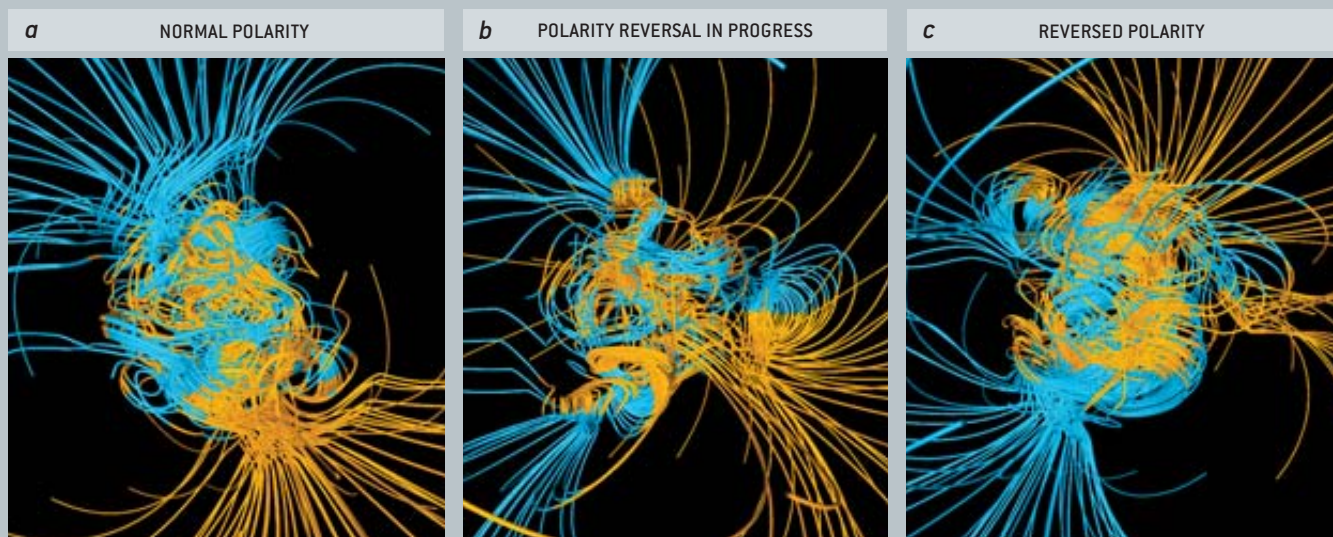 a NORMAL POLARITY
b POLARITY REVERSAL IN PROGRESS
c REVERSED POLARITY